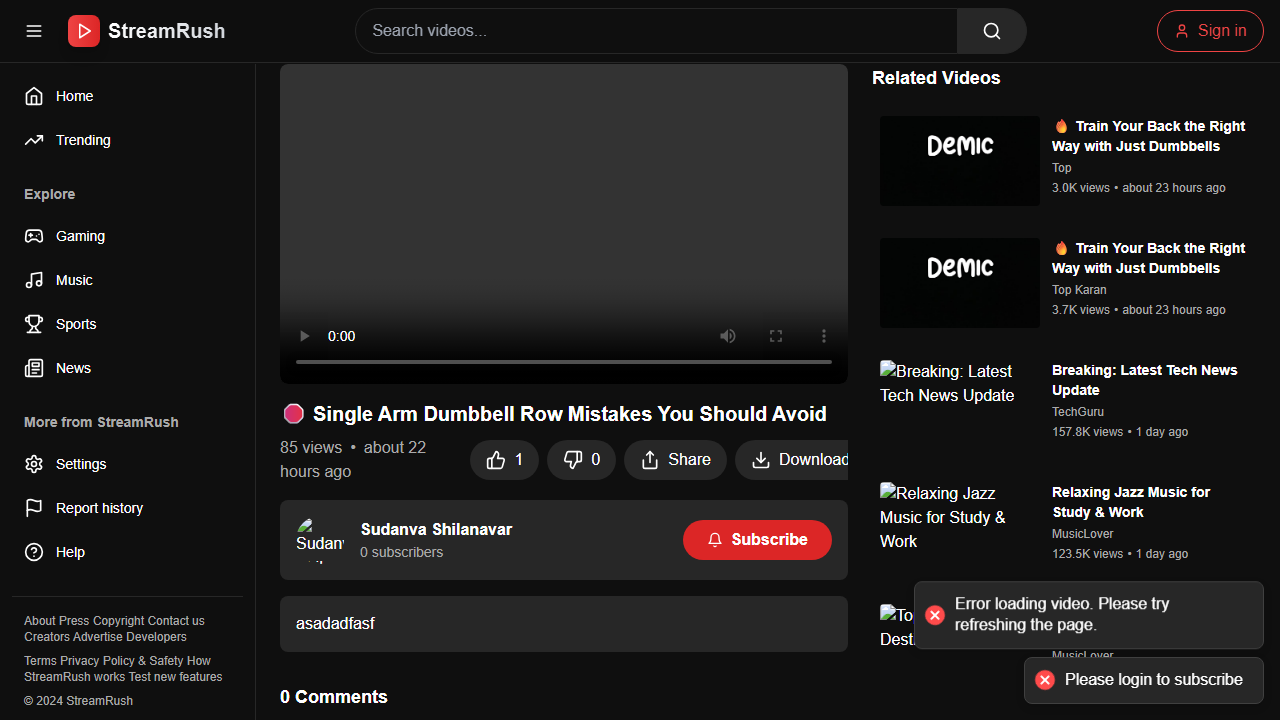 StreamRush
Search videos...
Sign in
Home
Trending
Explore
Gaming
Music
Sports
News
More from StreamRush
Settings
Report history
Help
About Press Copyright Contact us
Creators Advertise Developers
Terms Privacy Policy & Safety How
StreamRush works Test new features
© 2024 StreamRush
0:00
Single Arm Dumbbell Row Mistakes You Should Avoid
85 views • about 22
hours ago
1
0
Share
Download
Sudanva Shilanavar
0 subscribers
Subscribe
asadadfasf
0 Comments
Related Videos
DEMIC
🔥 Train Your Back the Right
Way with Just Dumbbells
Top
3.0K views • about 23 hours ago
DEMIC
🔥 Train Your Back the Right
Way with Just Dumbbells
Top Karan
3.7K views • about 23 hours ago
Breaking: Latest
Tech News Update
Breaking: Latest Tech News
Update
TechGuru
157.8K views • 1 day ago
Relaxing Jazz
Music for Study &
Work
Relaxing Jazz Music for
Study & Work
MusicLover
123.5K views • 1 day ago
MusicLover
Error loading video. Please try
refreshing the page.
Please login to subscribe